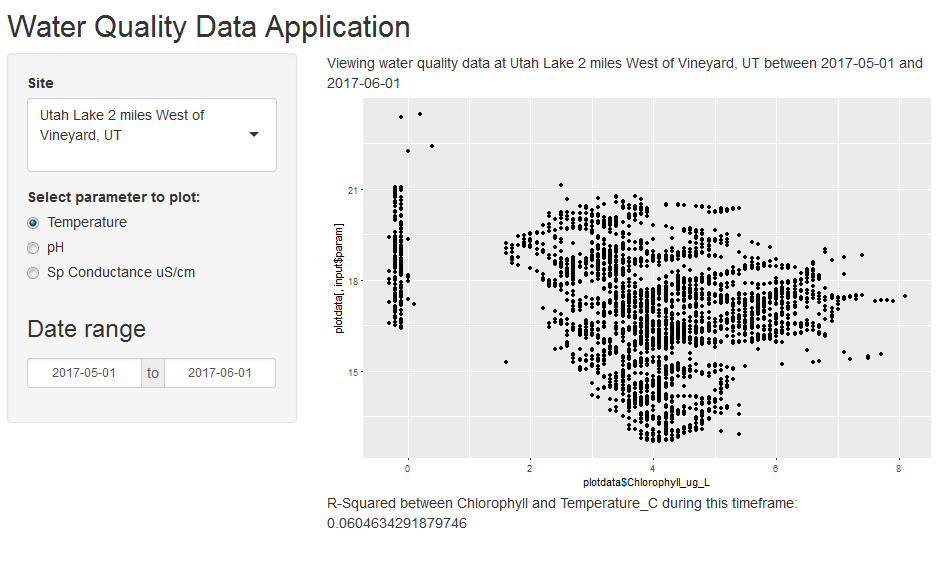 Water Quality Data Application
Site
Utah Lake 2 miles West of
Vineyard, UT
Select parameter to plot:
Temperature
pH
Sp Conductance uS/cm
Date range
2017-05-01 to 2017-06-01
Viewing water quality data at Utah Lake 2 miles West of Vineyard, UT between 2017-05-01 and
2017-06-01
plotdata[, input$param]
21
18
15
0 2 4 6 8
plotdata$Chlorophyll_ug_L
R-Squared between Chlorophyll and Temperature_C during this timeframe:
0.0604634291879746